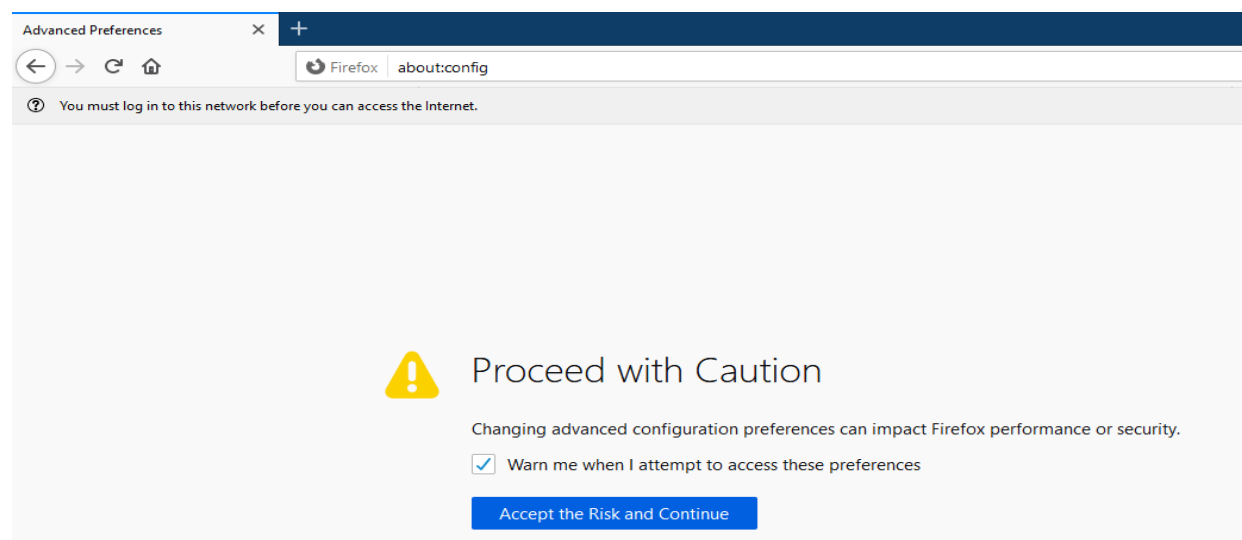 Advanced Preferences
Firefox about:config
You must log in to this network before you can access the Internet.
Proceed with Caution
Changing advanced configuration preferences can impact Firefox performance or security.
Warn me when I attempt to access these preferences
Accept the Risk and Continue